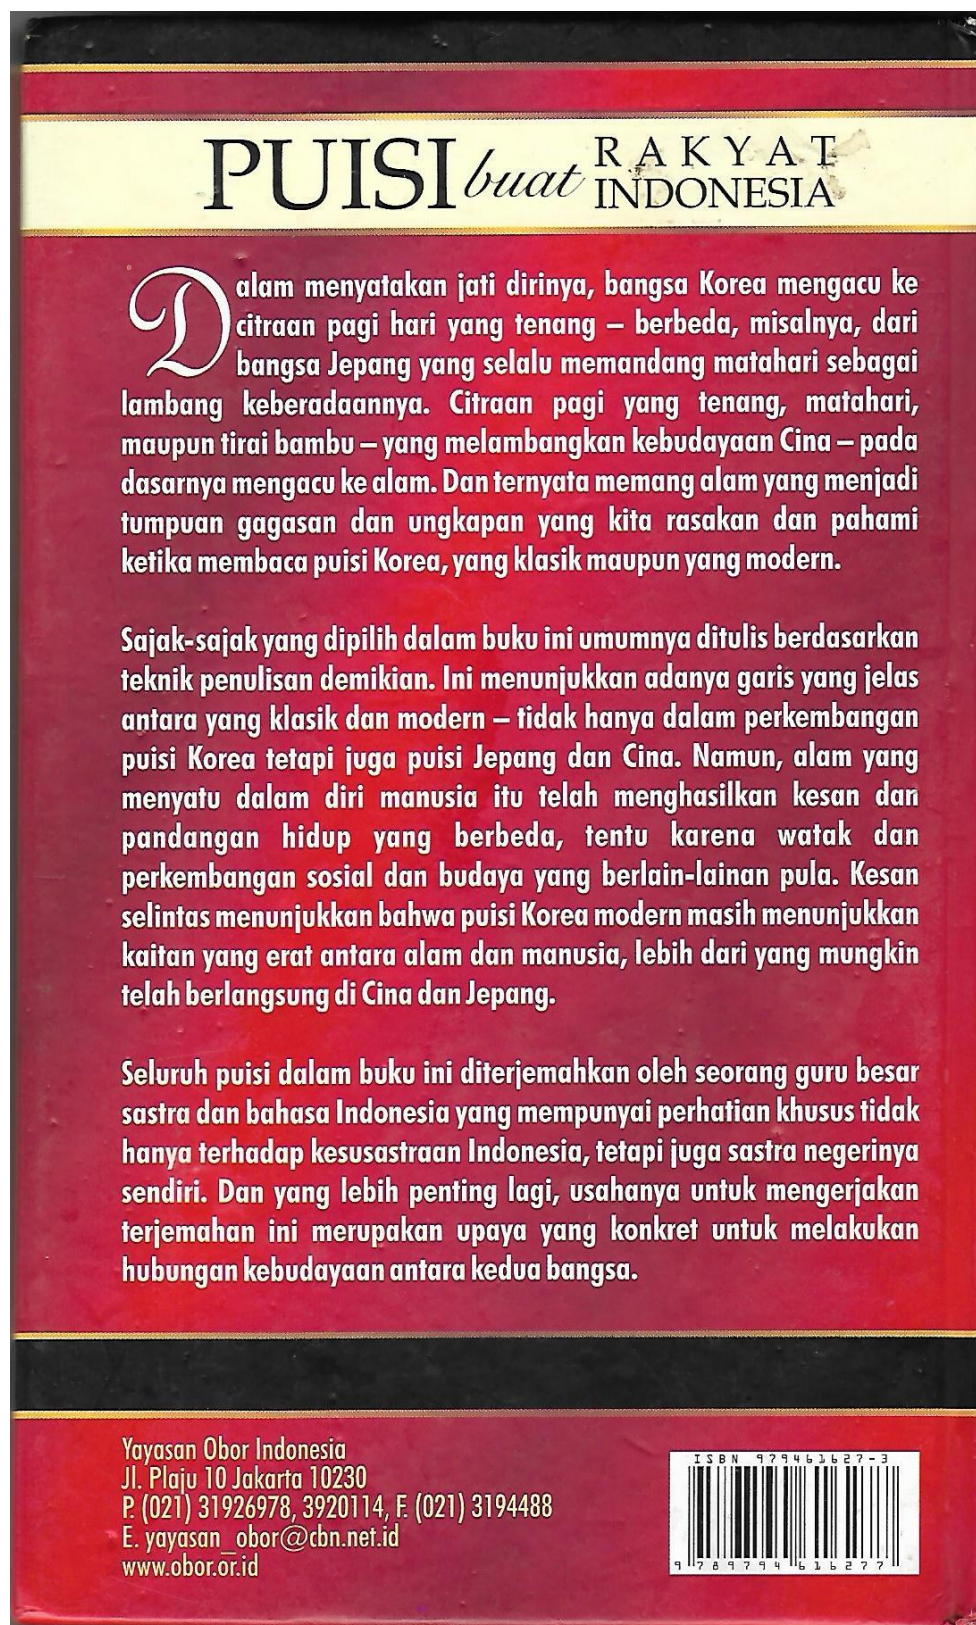 PUISI buat RAKYAT INDONESIA
Dalam menyatakan jati dirinya, bangsa Korea mengacu ke
citraan pagi hari yang tenang – berbeda, misalnya, dari
bangsa Jepang yang selalu memandang matahari sebagai
lambang keberadaannya. Citraan pagi yang tenang, matahari,
maupun tirai bambu – yang melambangkan kebudayaan Cina – pada
dasarnya mengacu ke alam. Dan ternyata memang alam yang menjadi
tumpuan gagasan dan ungkapan yang kita rasakan dan pahami
ketika membaca puisi Korea, yang klasik maupun yang modern.
Sajak-sajak yang dipilih dalam buku ini umumnya ditulis berdasarkan
teknik penulisan demikian. Ini menunjukkan adanya garis yang jelas
antara yang klasik dan modern – tidak hanya dalam perkembangan
puisi Korea tetapi juga puisi Jepang dan Cina. Namun, alam yang
menyatu dalam diri manusia itu telah menghasilkan kesan dan
pandangan hidup yang berbeda, tentu karena watak dan
perkembangan sosial dan budaya yang berlain-lainan pula. Kesan
selintas menunjukkan bahwa puisi Korea modern masih menunjukkan
kaitan yang erat antara alam dan manusia, lebih dari yang mungkin
telah berlangsung di Cina dan Jepang.
Seluruh puisi dalam buku ini diterjemahkan oleh seorang guru besar
sastra dan bahasa Indonesia yang mempunyai perhatian khusus tidak
hanya terhadap kesusastraan Indonesia, tetapi juga sastra negerinya
sendiri. Dan yang lebih penting lagi, usahanya untuk mengerjakan
terjemahan ini merupakan upaya yang konkret untuk melakukan
hubungan kebudayaan antara kedua bangsa.
Yayasan Obor Indonesia
Jl. Plaju 10 Jakarta 10230
P. (021) 31926978, 3920114, F. (021) 3194488
E. yayasan_obor@cbn.net.id
www.obor.or.id
ISBN 979461627-3
9789794616277